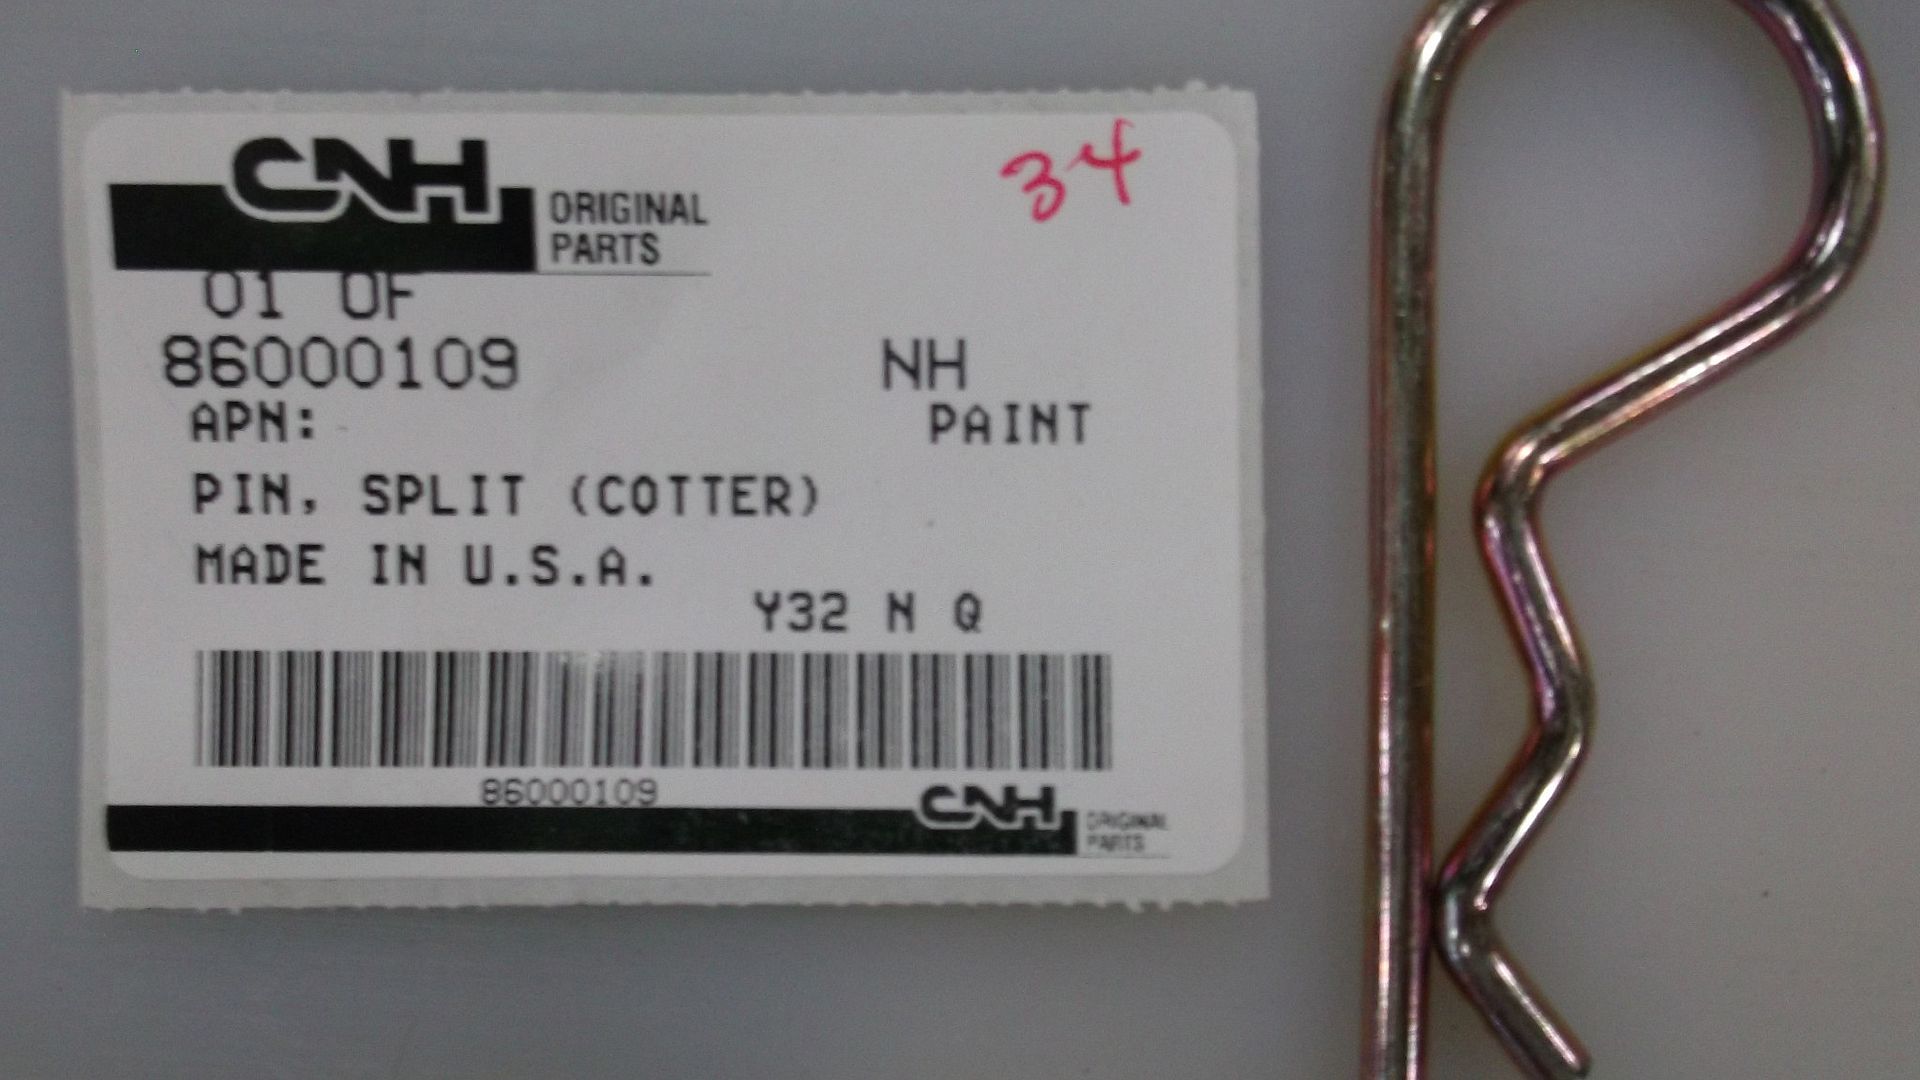 CNH ORIGINAL PARTS
34
01 OF
86000109 NH
APN: PAINT
PIN, SPLIT (COTTER)
MADE IN U.S.A.
Y32 N Q
86000109
CNH ORIGINAL PARTS